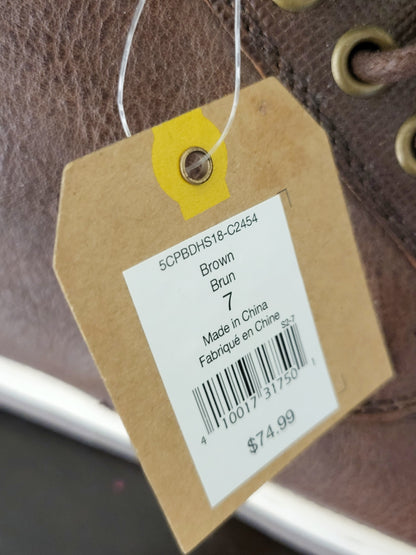 5CPBDHS18-C2454
Brown
Brun
7
Made in China
Fabriqué en Chine
S2-7
4 10017 31750 1
$74.99